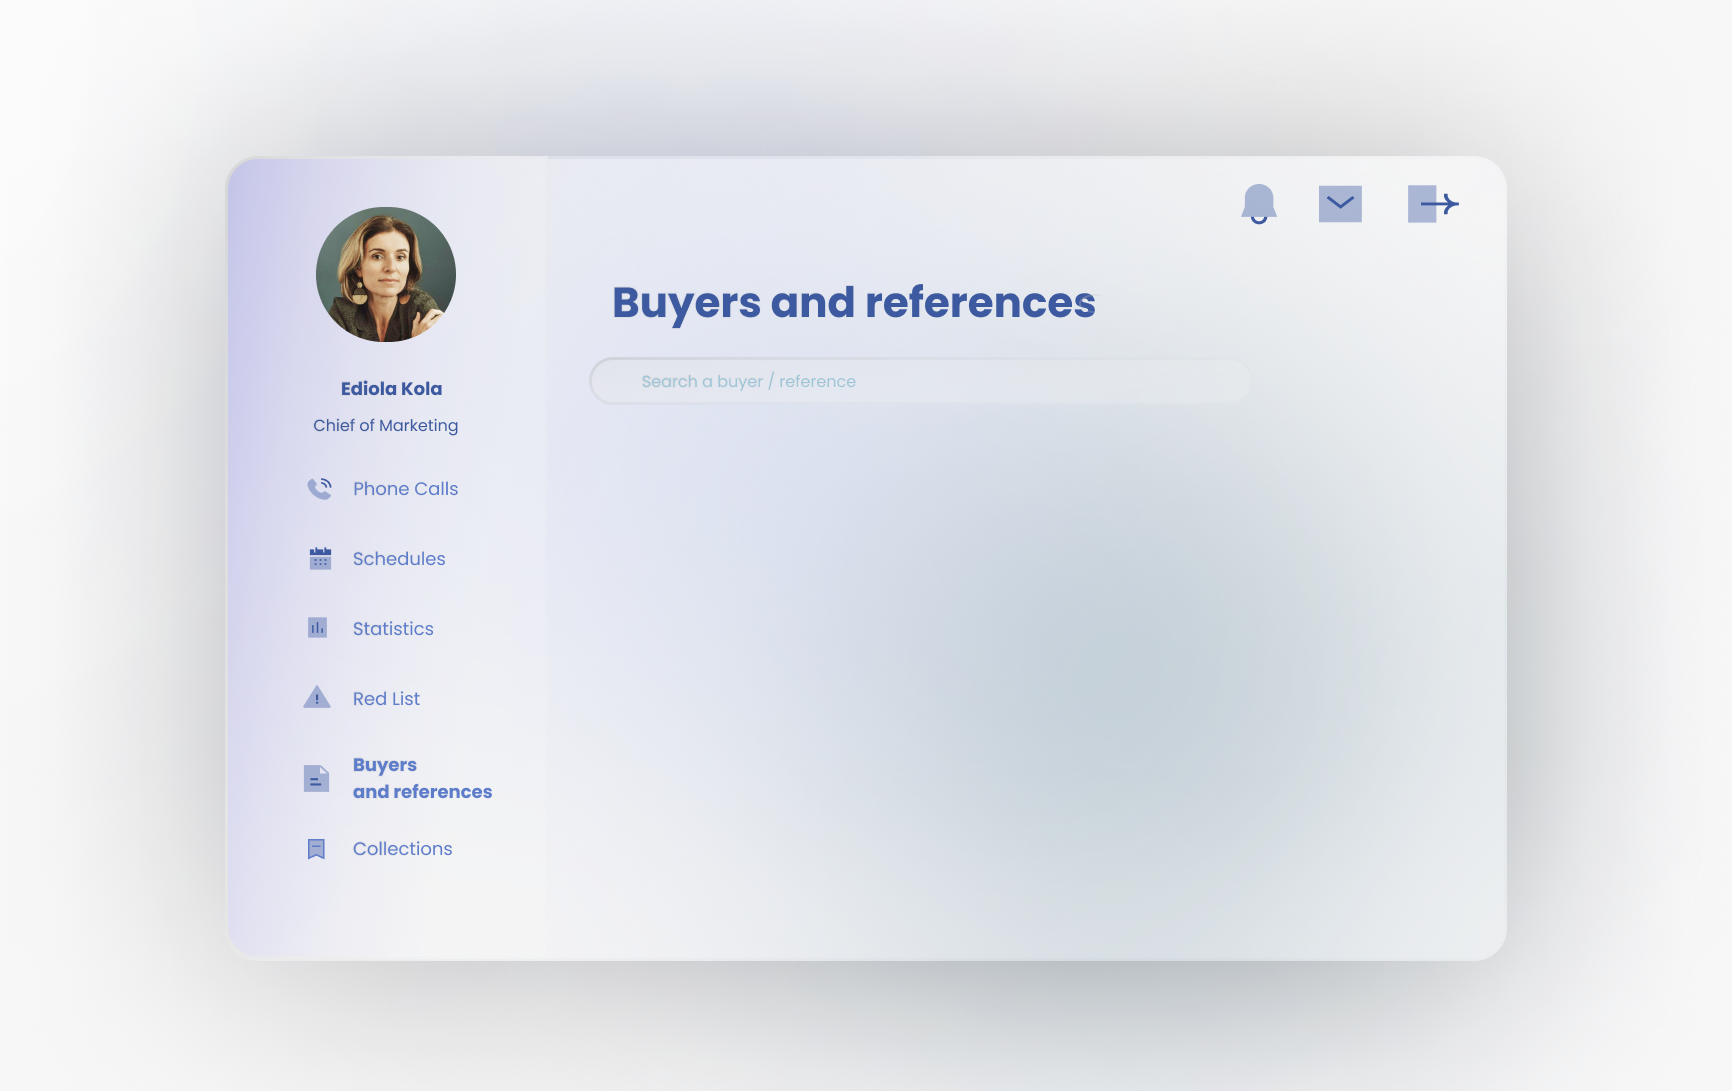 Ediola Kola
Chief of Marketing
Phone Calls
Schedules
Statistics
Red List
Buyers
and references
Collections
Buyers and references
Search a buyer / reference